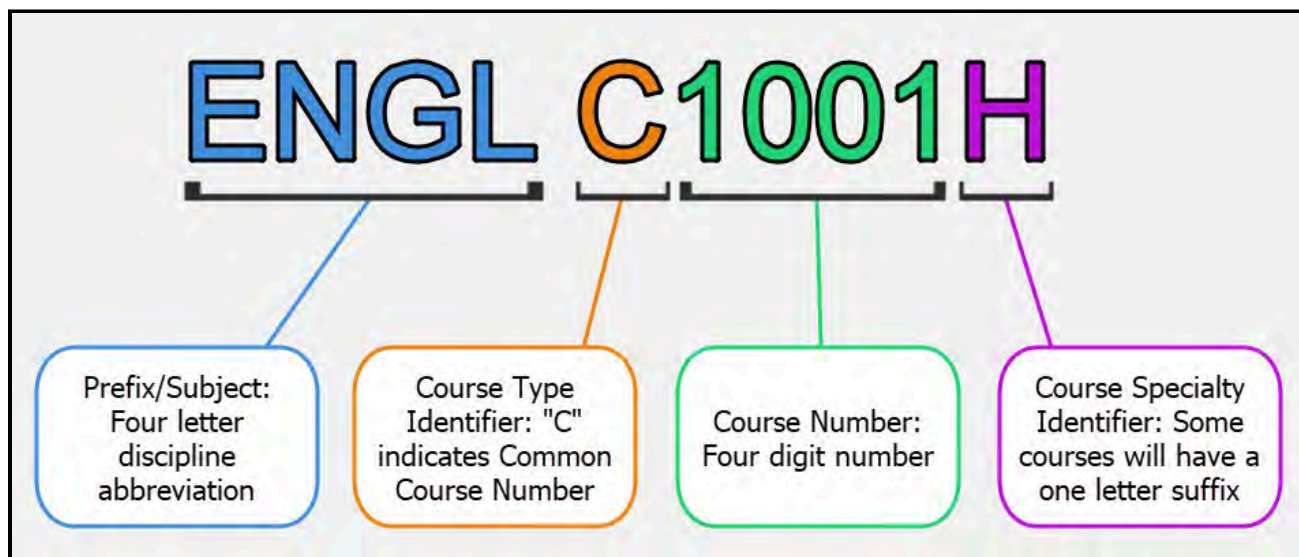 ENGL C1001H
Prefix/Subject:
Four letter
discipline
abbreviation
Course Type
Identifier: "C"
indicates Common
Course Number
Course Number:
Four digit number
Course Specialty
Identifier: Some
courses will have a
one letter suffix